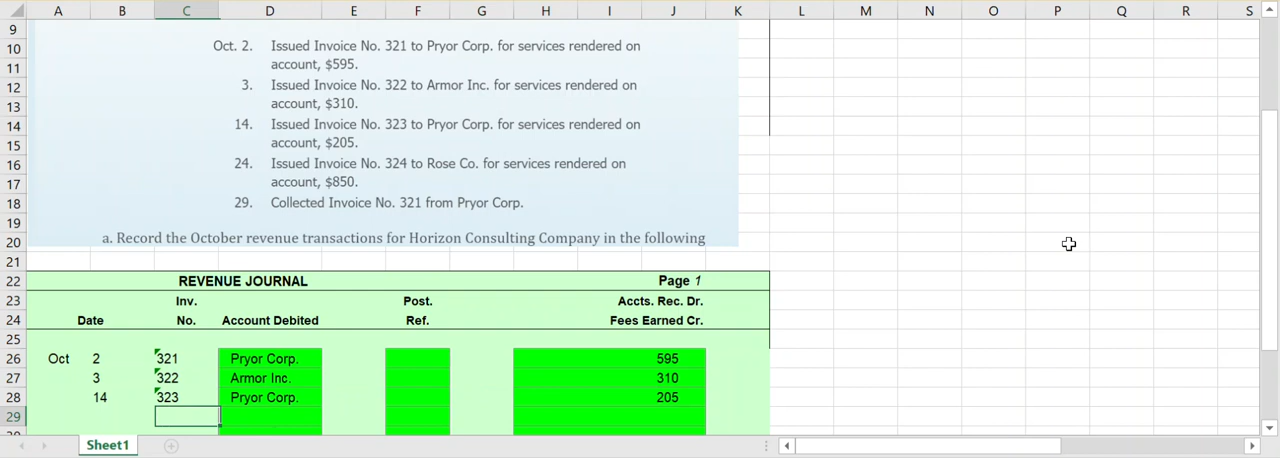 A B C D E F G H I J K L M N O P Q R S
9
10 Oct. 2. Issued Invoice No. 321 to Pryor Corp. for services rendered on
11 account, $595.
12 3. Issued Invoice No. 322 to Armor Inc. for services rendered on
13 account, $310.
14 14. Issued Invoice No. 323 to Pryor Corp. for services rendered on
15 account, $205.
16 24. Issued Invoice No. 324 to Rose Co. for services rendered on
17 account, $850.
18 29. Collected Invoice No. 321 from Pryor Corp.
19
20 a. Record the October revenue transactions for Horizon Consulting Company in the following
21
22 REVENUE JOURNAL Page 1
23 Inv. Post. Accts. Rec. Dr.
24 Date No. Account Debited Ref. Fees Earned Cr.
25
26 Oct 2 321 Pryor Corp. 595
27 3 322 Armor Inc. 310
28 14 323 Pryor Corp. 205
29
Sheet1